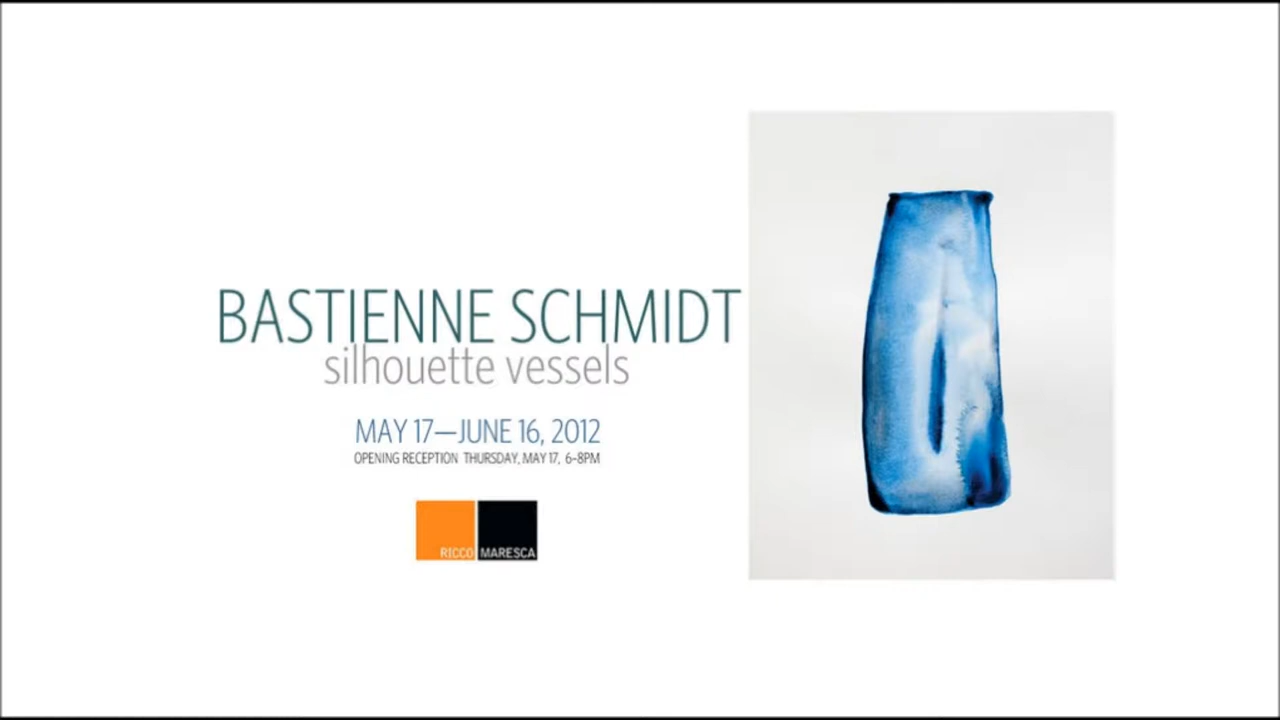 BASTIENNE SCHMIDT
silhouette vessels
MAY 17—JUNE 16, 2012
OPENING RECEPTION THURSDAY, MAY 17, 6-8PM
RICCO MARESCA